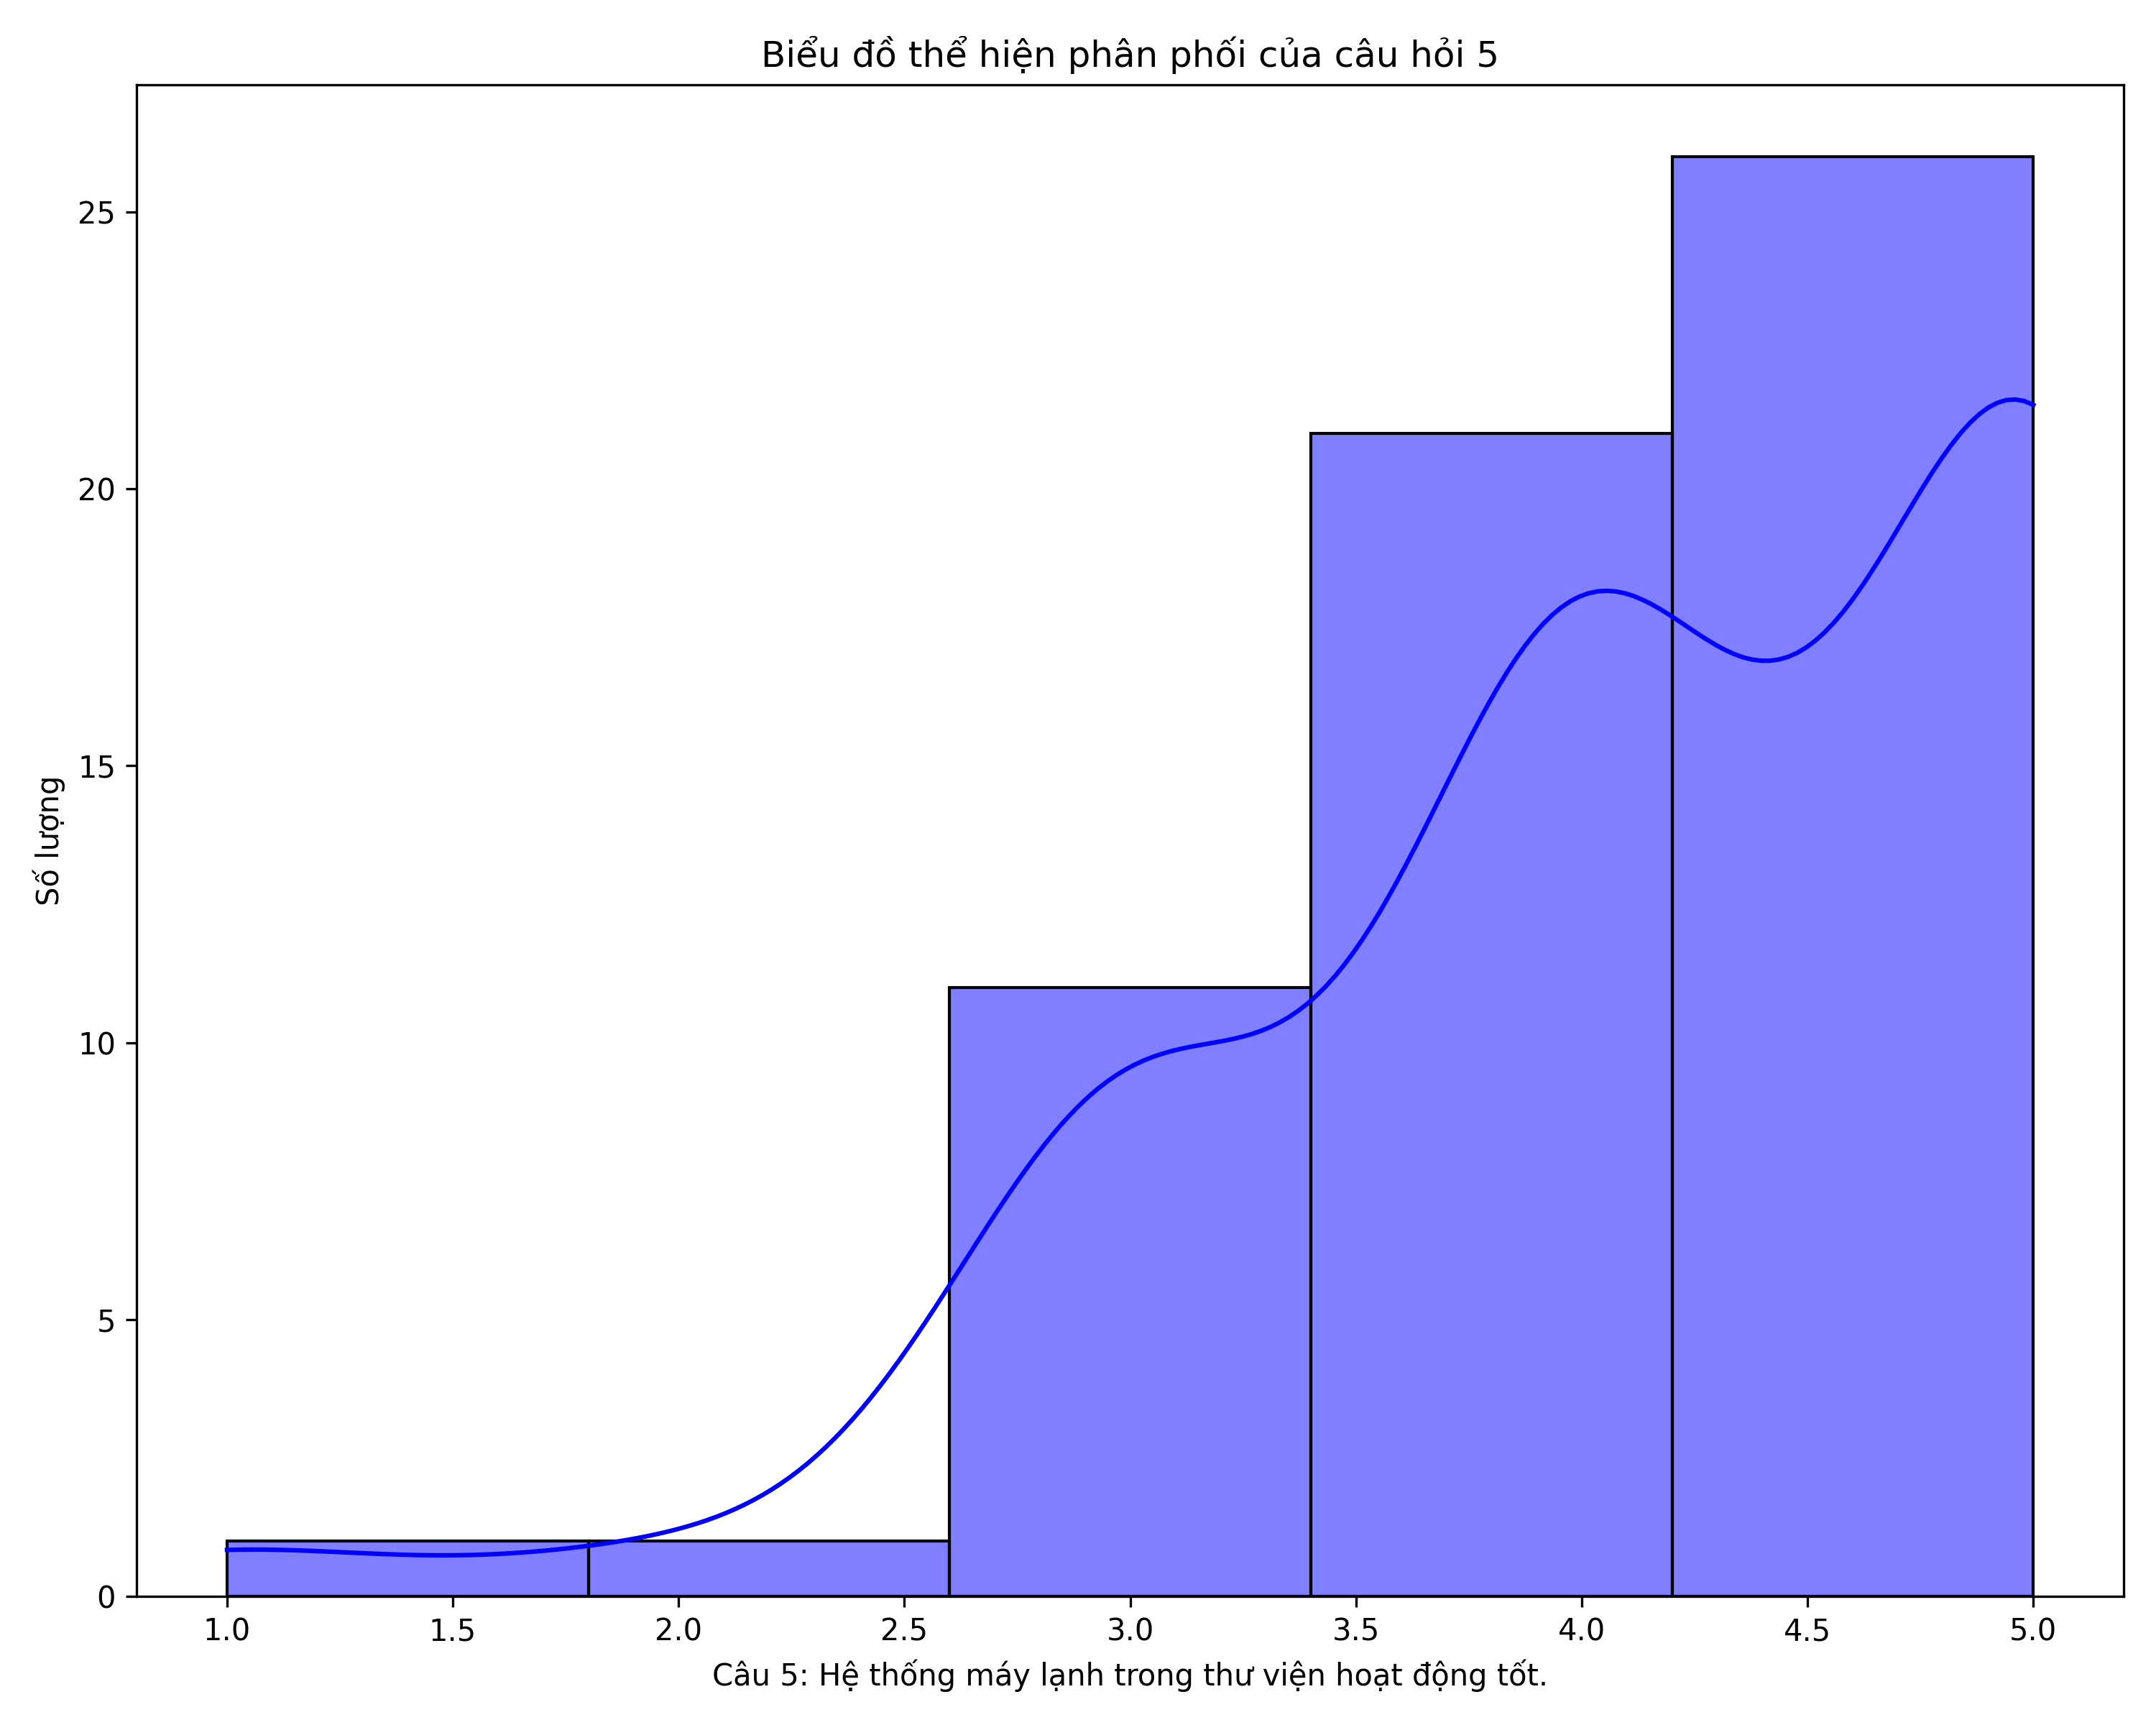 Biểu đồ thể hiện phân phối của câu hỏi 5
Số lượng
25
20
15
10
5
0
1.0 1.5 2.0 2.5 3.0 3.5 4.0 4.5 5.0
Câu 5: Hệ thống máy lạnh trong thư viện hoạt động tốt.